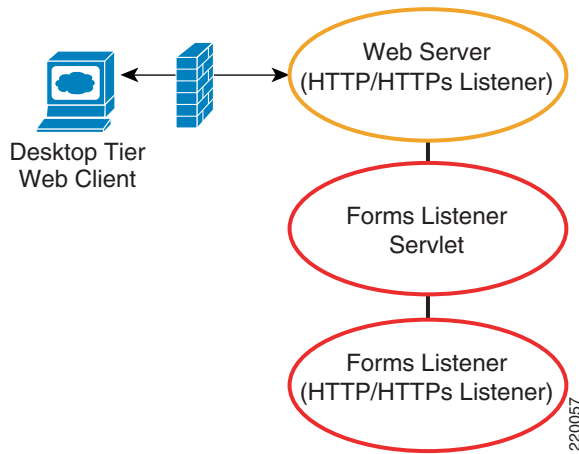 Web Server
(HTTP/HTTPs Listener)
Desktop Tier
Web Client
Forms Listener
Servlet
Forms Listener
(HTTP/HTTPs Listener)
220057